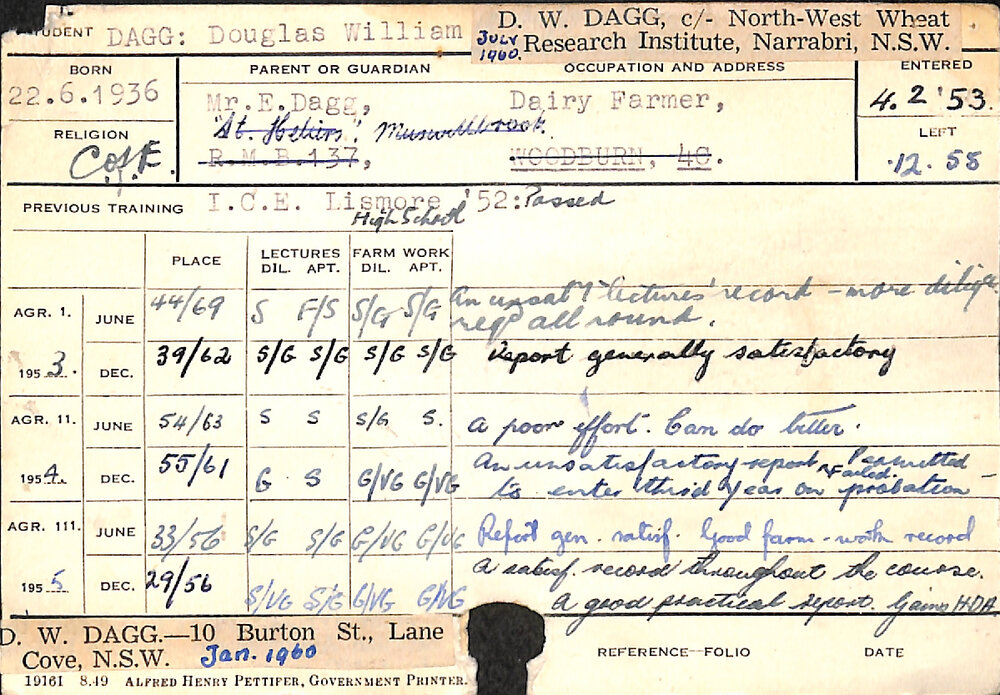 STUDENT DAGG: Douglas William
D. W. DAGG, c/- North-West Wheat
Research Institute, Narrabri, N.S.W.
JULY
1960.
BORN
22.6.1936
PARENT OR GUARDIAN
OCCUPATION AND ADDRESS
ENTERED
4.2.'53.
Mr.E.Dagg, Dairy Farmer,
"St. Heliers", Muswellbrook.
R.M.B.137, WOODBURN, 4C.
RELIGION
C of E.
LEFT
.12.55
PREVIOUS TRAINING I.C.E. Lismore '52: Passed
High School
PLACE
LECTURES FARM WORK
DIL. APT. DIL. APT.
AGR. 1. JUNE 44/69 S F/S S/G S/G An unsat. lectures' record - more dilige
reqd all round.
1953. DEC. 39/62 S/G S/G S/G S/G Report generally satisfactory
AGR. 11. JUNE 54/63 S S S/G S. A poor effort. Can do better.
1954. DEC. 55/61 G S G/VG G/VG An unsatisfactory report & Failed. Permitted
to enter third year on probation
AGR. 111. JUNE 33/56 S/G S/G G/VG G/VG Report gen. satisf. Good farm-work record
1955 DEC. 29/56 S/VG S/G G/VG G/VG A satisf. record throughout the course.
A good practical report. Gains H.D.A
D. W. DAGG.—10 Burton St., Lane
Cove, N.S.W. Jan. 1960
REFERENCE--FOLIO DATE
19161 8.49 ALFRED HENRY PETTIFER, GOVERNMENT PRINTER.